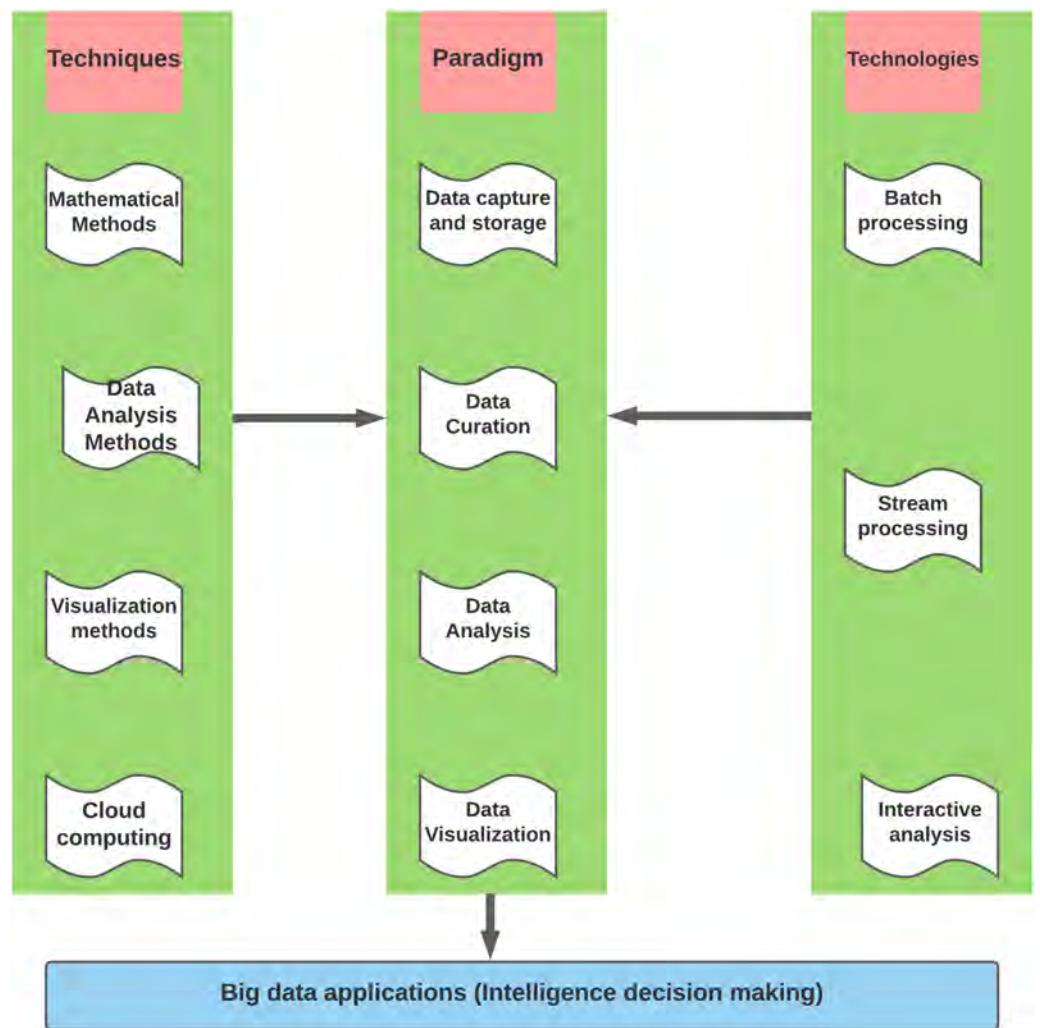 Techniques
Mathematical
Methods
Data
Analysis
Methods
Visualization
methods
Cloud
computing
Paradigm
Data capture
and storage
Data
Curation
Data
Analysis
Data
Visualization
Technologies
Batch
processing
Stream
processing
Interactive
analysis
Big data applications (Intelligence decision making)